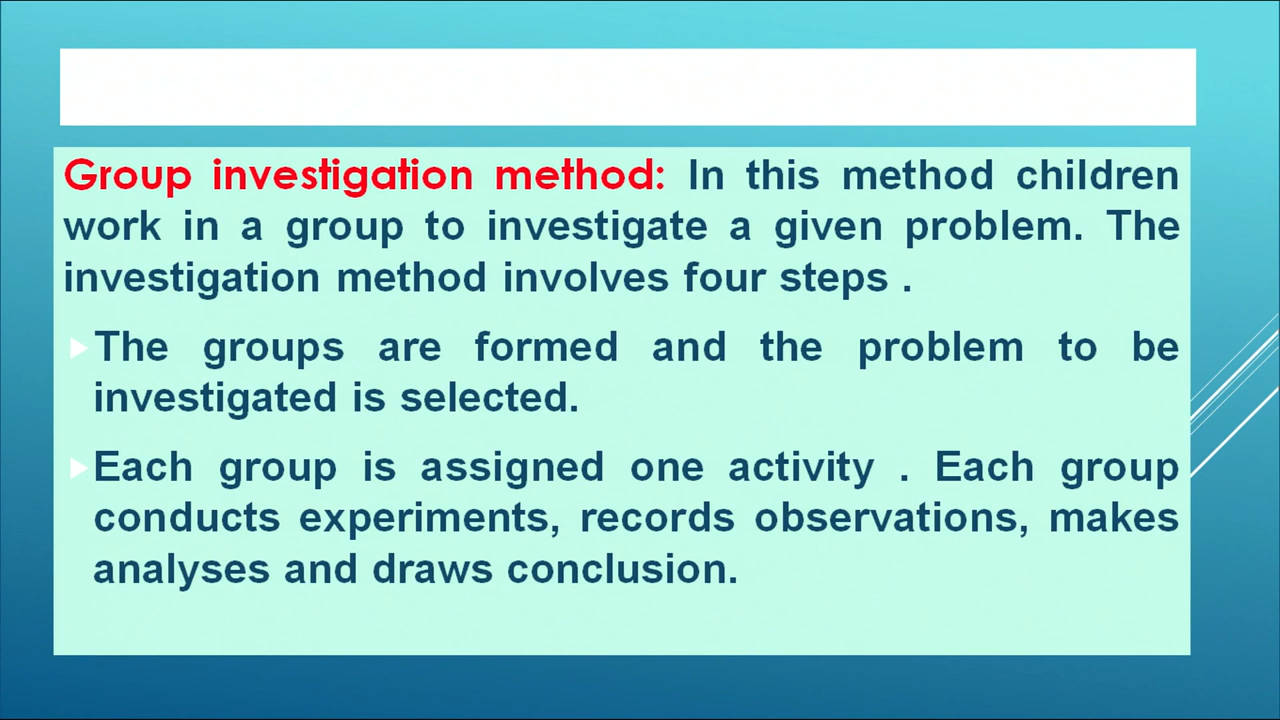 Group investigation method: In this method children
work in a group to investigate a given problem. The
investigation method involves four steps .
The groups are formed and the problem to be
investigated is selected.
Each group is assigned one activity . Each group
conducts experiments, records observations, makes
analyses and draws conclusion.